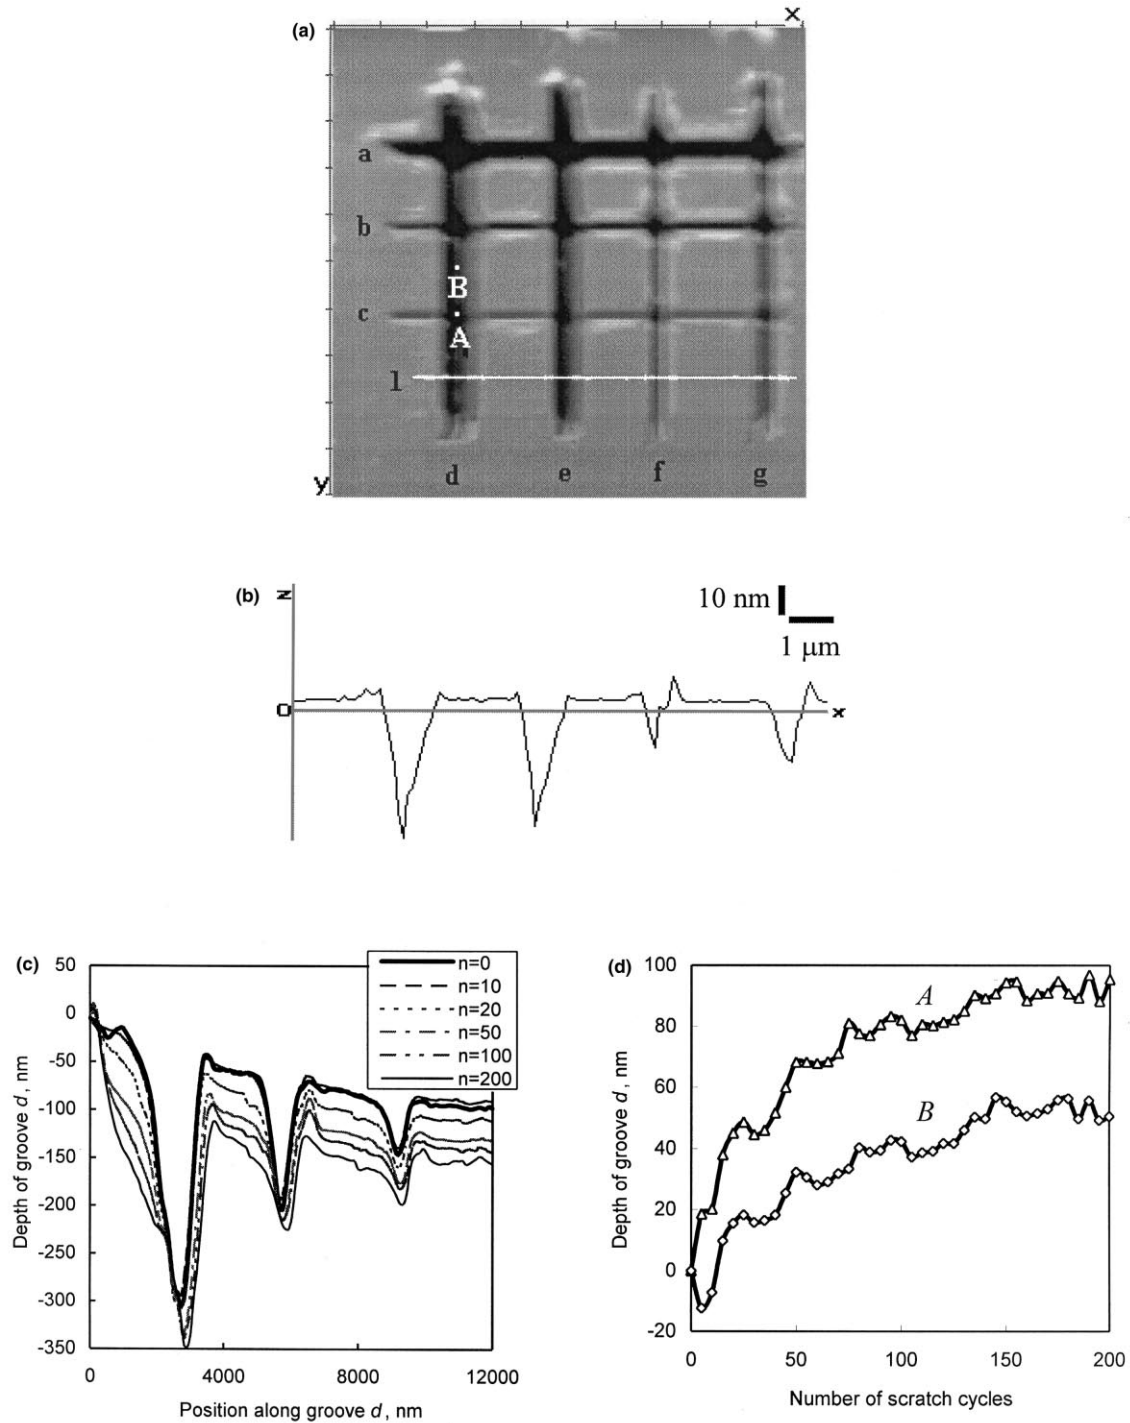 (a)
x
a
b
B
c
A
l
y
d e f g
(b)
z
10 nm
1 μm
0
x
(c)
50
0
-50
-100
-150
-200
-250
-300
-350
Depth of groove d, nm
n=0
n=10
n=20
n=50
n=100
n=200
0 4000 8000 12000
Position along groove d, nm
(d)
100
80
60
40
20
0
-20
Depth of groove d, nm
A
B
0 50 100 150 200
Number of scratch cycles